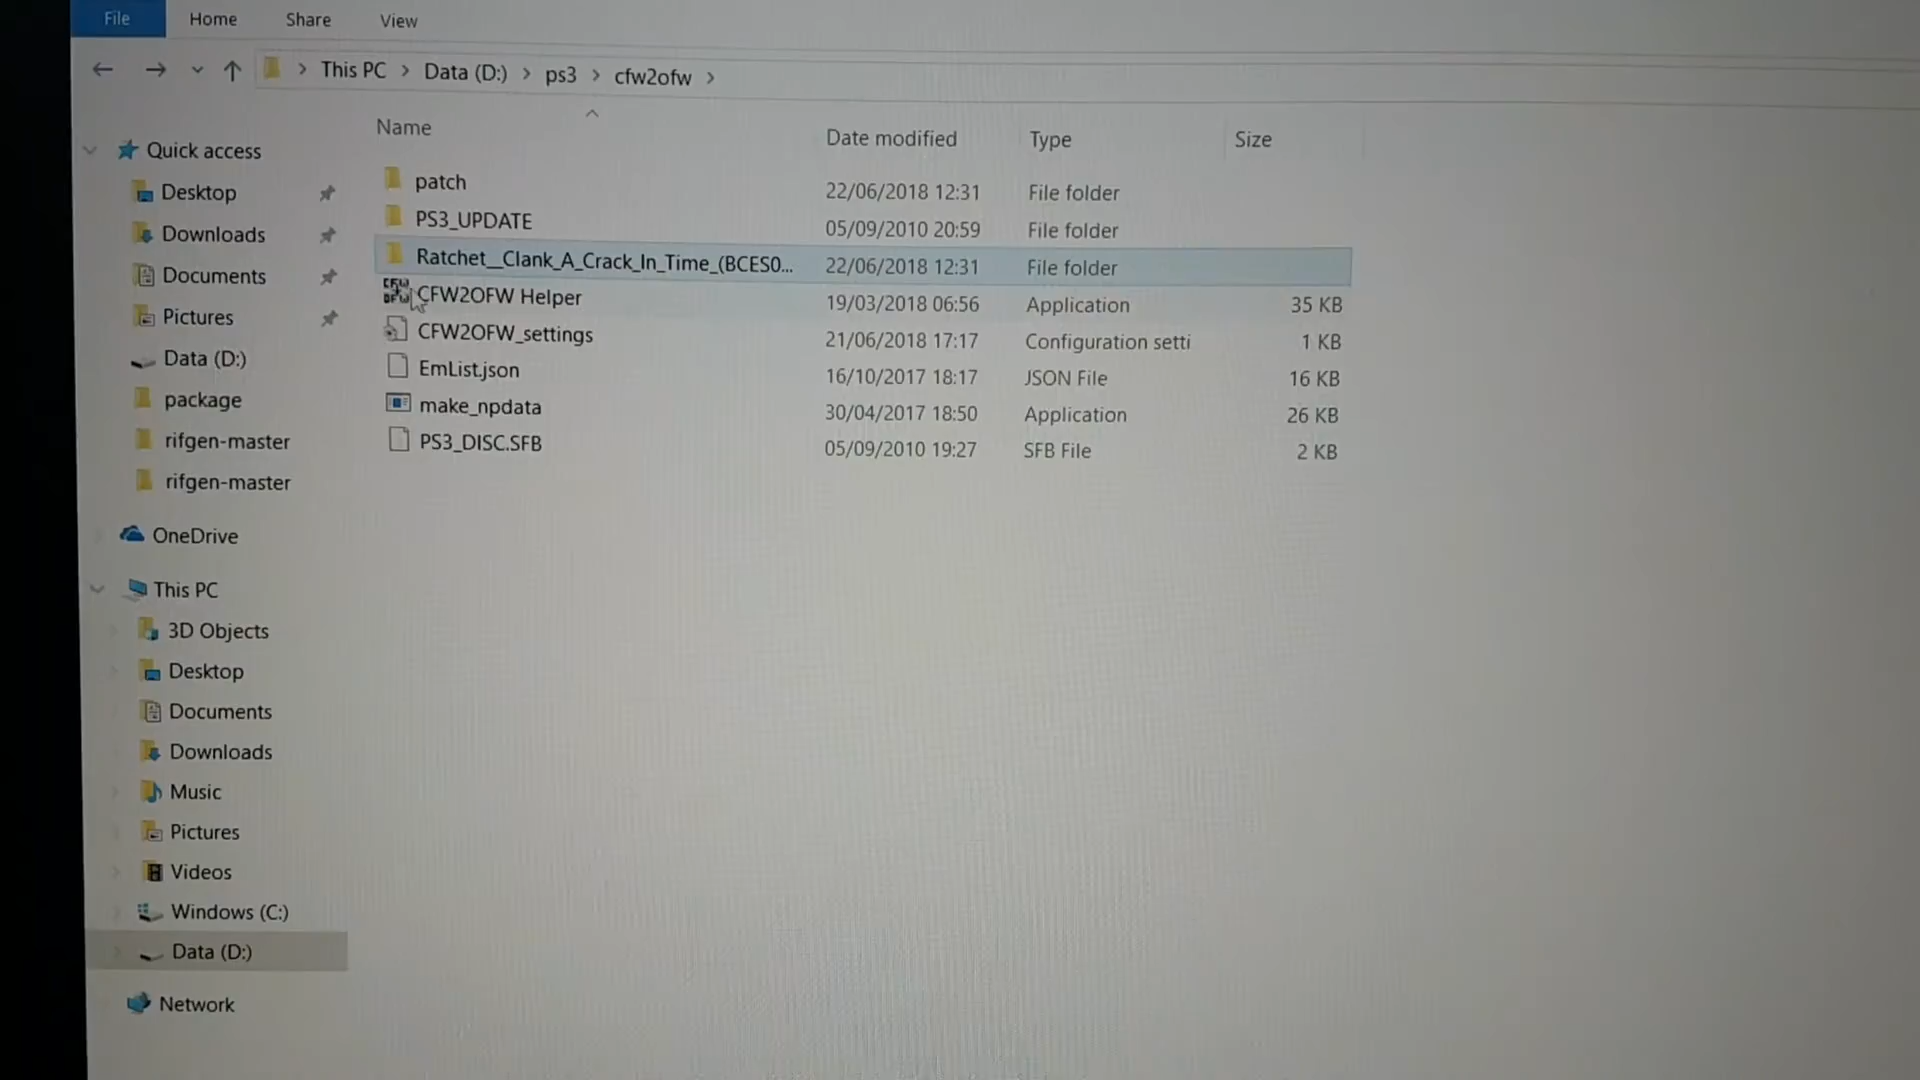 File Home Share View
This PC > Data (D:) > ps3 > cfw2ofw >
Name Date modified Type Size
Quick access
Desktop
Downloads
Documents
Pictures
Data (D:)
package
rifgen-master
rifgen-master
OneDrive
This PC
3D Objects
Desktop
Documents
Downloads
Music
Pictures
Videos
Windows (C:)
Data (D:)
Network
patch 22/06/2018 12:31 File folder
PS3_UPDATE 05/09/2010 20:59 File folder
Ratchet__Clank_A_Crack_In_Time_(BCES0... 22/06/2018 12:31 File folder
CFW2OFW Helper 19/03/2018 06:56 Application 35 KB
CFW2OFW_settings 21/06/2018 17:17 Configuration setti 1 KB
EmList.json 16/10/2017 18:17 JSON File 16 KB
make_npdata 30/04/2017 18:50 Application 26 KB
PS3_DISC.SFB 05/09/2010 19:27 SFB File 2 KB